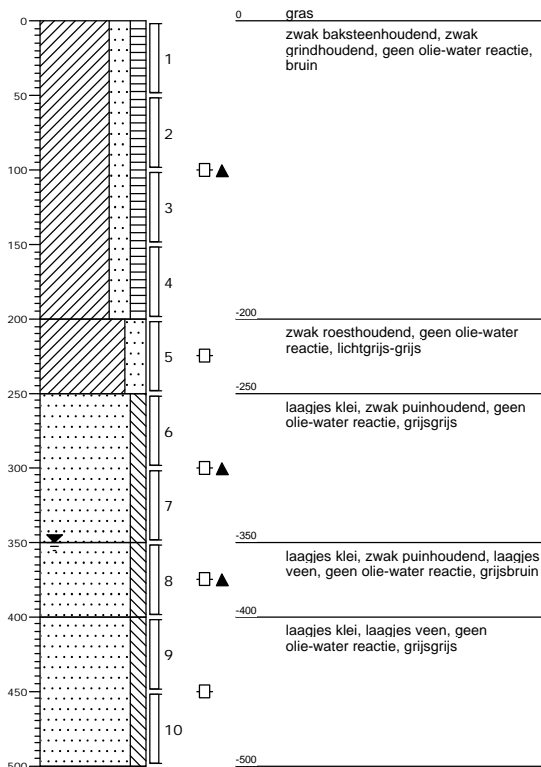 0
50
100
150
200
250
300
350
400
450
500
1
2
3
4
5
6
7
8
9
10
0 gras
zwak baksteenhoudend, zwak
grindhoudend, geen olie-water reactie,
bruin
-200
zwak roesthoudend, geen olie-water
reactie, lichtgrijs-grijs
-250
laagjes klei, zwak puinhoudend, geen
olie-water reactie, grijsgrijs
-350
laagjes klei, zwak puinhoudend, laagjes
veen, geen olie-water reactie, grijsbruin
-400
laagjes klei, laagjes veen, geen
olie-water reactie, grijsgrijs
-500